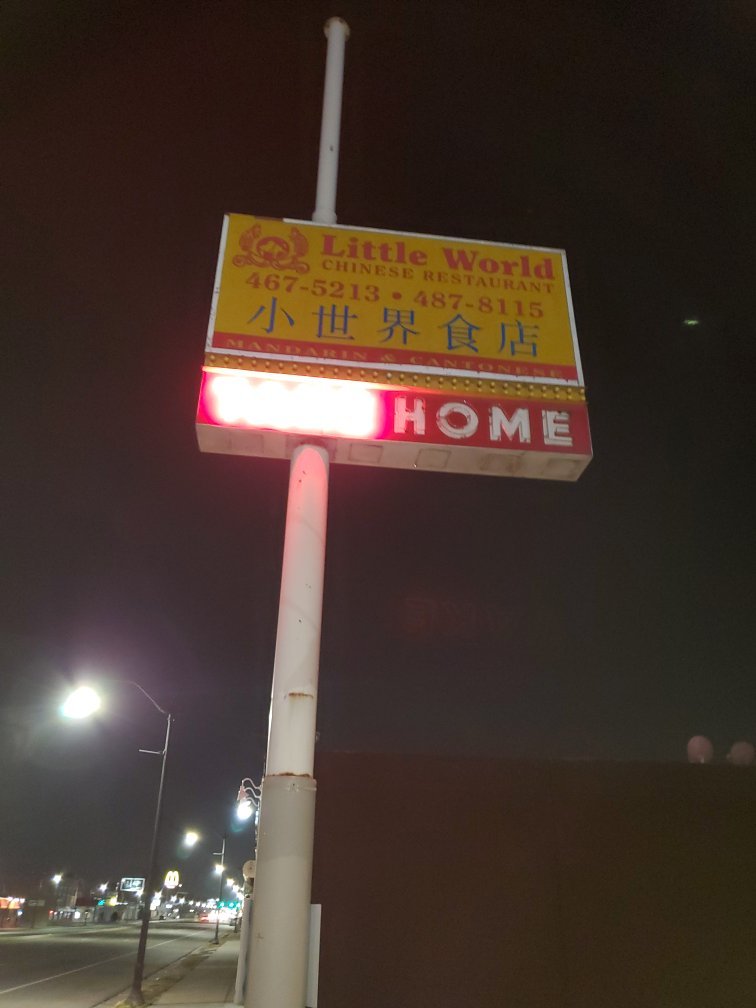 Little World
CHINESE RESTAURANT
467-5213 • 487-8115
小世界食店
MANDARIN & CANTONESE
HOME